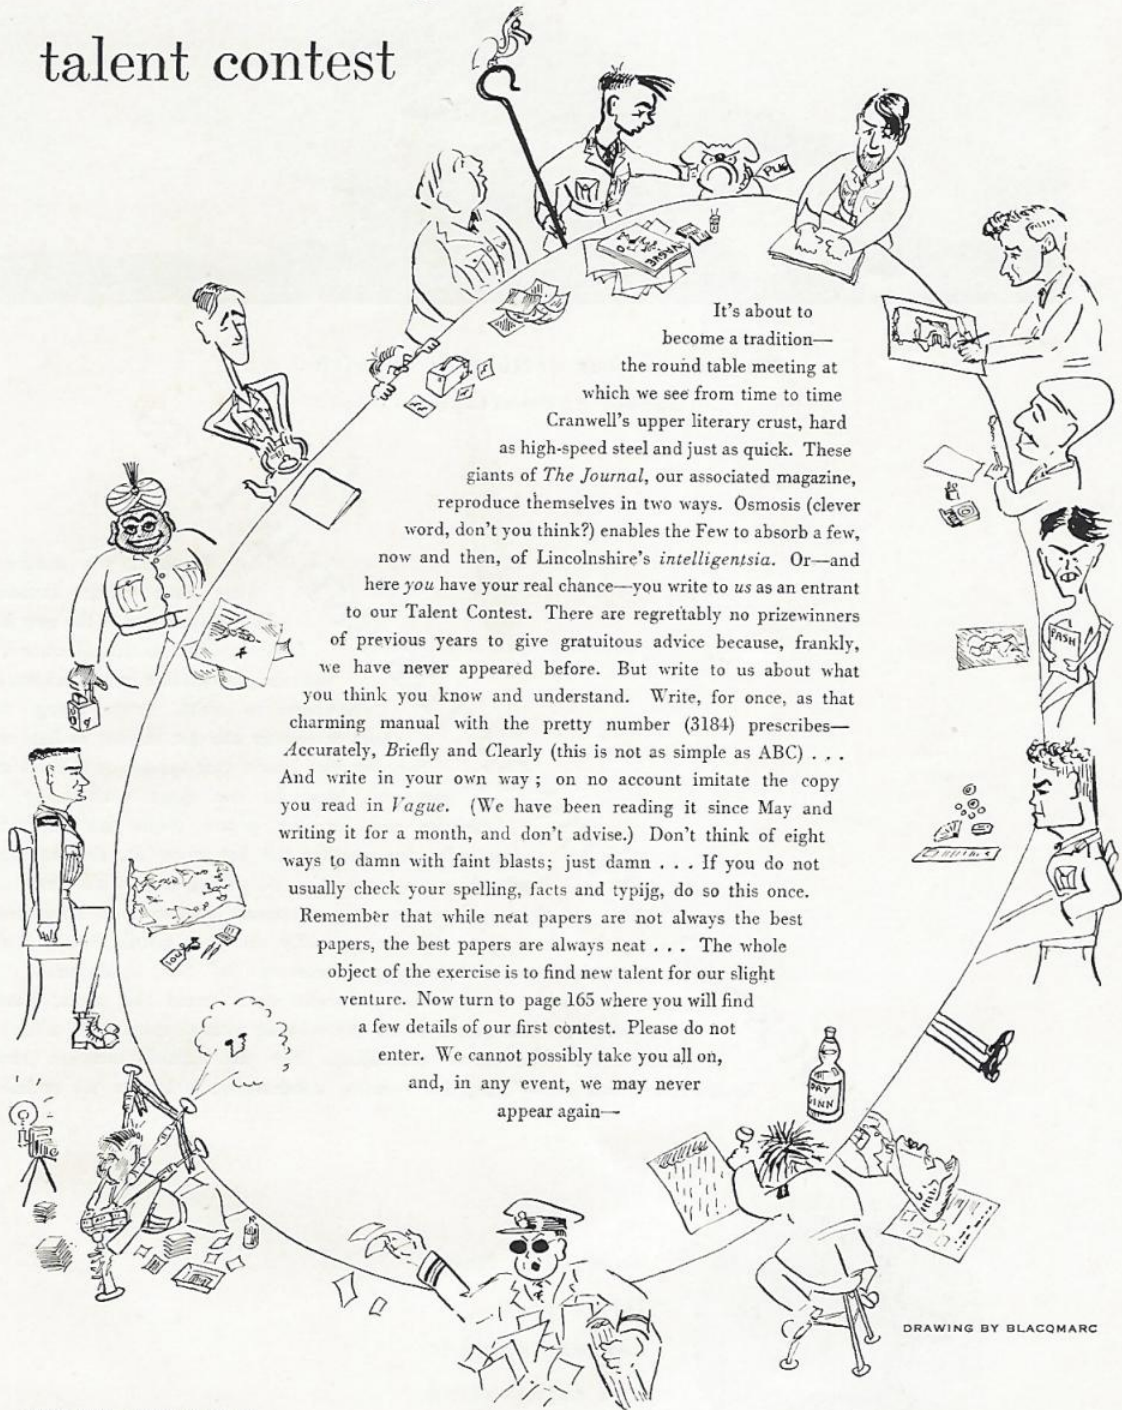 talent contest
PUG
VAGUE
It's about to
become a tradition—
the round table meeting at
which we see from time to time
Cranwell's upper literary crust, hard
as high-speed steel and just as quick. These
giants of The Journal, our associated magazine,
reproduce themselves in two ways. Osmosis (clever
word, don't you think?) enables the Few to absorb a few,
now and then, of Lincolnshire's intelligentsia. Or—and
here you have your real chance—you write to us as an entrant
to our Talent Contest. There are regrettably no prizewinners
of previous years to give gratuitous advice because, frankly,
we have never appeared before. But write to us about what
you think you know and understand. Write, for once, as that
charming manual with the pretty number (3184) prescribes—
Accurately, Briefly and Clearly (this is not as simple as ABC) . . .
And write in your own way; on no account imitate the copy
you read in Vague. (We have been reading it since May and
writing it for a month, and don't advise.) Don't think of eight
ways to damn with faint blasts; just damn . . . If you do not
usually check your spelling, facts and typijg, do so this once.
Remember that while neat papers are not always the best
papers, the best papers are always neat . . . The whole
object of the exercise is to find new talent for our slight
venture. Now turn to page 165 where you will find
a few details of our first contest. Please do not
enter. We cannot possibly take you all on,
and, in any event, we may never
appear again—
PASH
IOU
DRY
GINN
DRAWING BY BLACQMARC